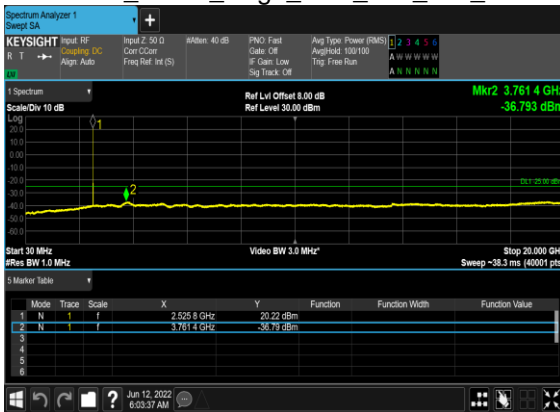 Spectrum Analyzer 1
Swept SA
+
KEYSIGHT Input: RF Input Z: 50 Ω #Atten: 40 dB PNO: Fast Avg Type: Power (RMS) 1 2 3 4 5 6
R T Coupling: DC Corr CCorr Gate: Off Avg|Hold: 100/100 A W W W W W
Align: Auto Freq Ref: Int (S) IF Gain: Low Trig: Free Run
Sig Track: Off A N N N N N
1 Spectrum Ref Lvl Offset 8.00 dB Mkr2 3.761 4 GHz
Scale/Div 10 dB Ref Level 30.00 dBm -36.793 dBm
Log
20.0
10.0
0.00
-10.0
-20.0
-30.0
-40.0
-50.0
-60.0
1
2
Start 30 MHz Video BW 3.0 MHz* Stop 20.000 GH
#Res BW 1.0 MHz Sweep ~38.3 ms (40001 pts
5 Marker Table
Mode Trace Scale X Y Function Function Width Function Value
1 N 1 f 2.525 8 GHz 20.22 dBm
2 N 1 f 3.761 4 GHz -36.79 dBm
3
4
5
6
? Jun 12, 2022
6:03:37 AM